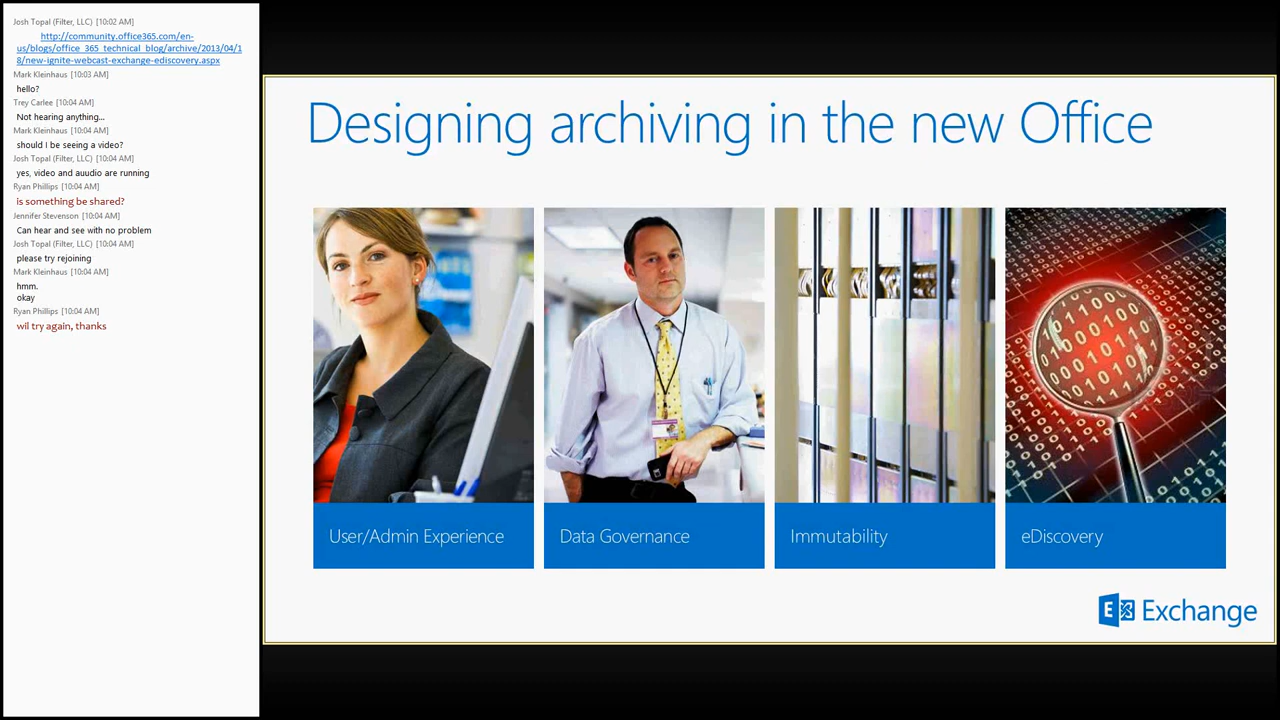 Josh Topal (Filter, LLC) [10:02 AM]
http://community.office365.com/en-
us/blogs/office_365_technical_blog/archive/2013/04/1
8/new-ignite-webcast-exchange-ediscovery.aspx
Mark Kleinhaus [10:03 AM]
hello?
Trey Carlee [10:04 AM]
Not hearing anything...
Mark Kleinhaus [10:04 AM]
should I be seeing a video?
Josh Topal (Filter, LLC) [10:04 AM]
yes, video and auudio are running
Ryan Phillips [10:04 AM]
is something be shared?
Jennifer Stevenson [10:04 AM]
Can hear and see with no problem
Josh Topal (Filter, LLC) [10:04 AM]
please try rejoining
Mark Kleinhaus [10:04 AM]
hmm.
okay
Ryan Phillips [10:04 AM]
wil try again, thanks
Designing archiving in the new Office
User/Admin Experience
Data Governance
Immutability
eDiscovery
Exchange